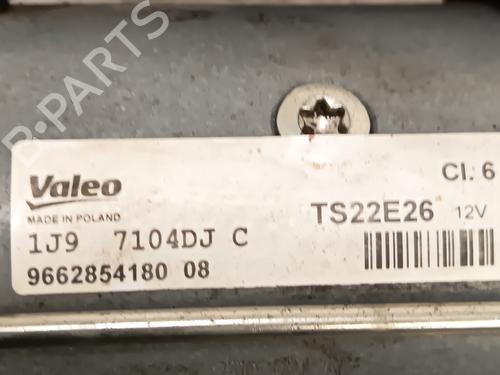 B-PARTS
Valeo
MADE IN POLAND
Cl.: 6
TS22E26 12V
1J9 7104DJ C
9662854180 08